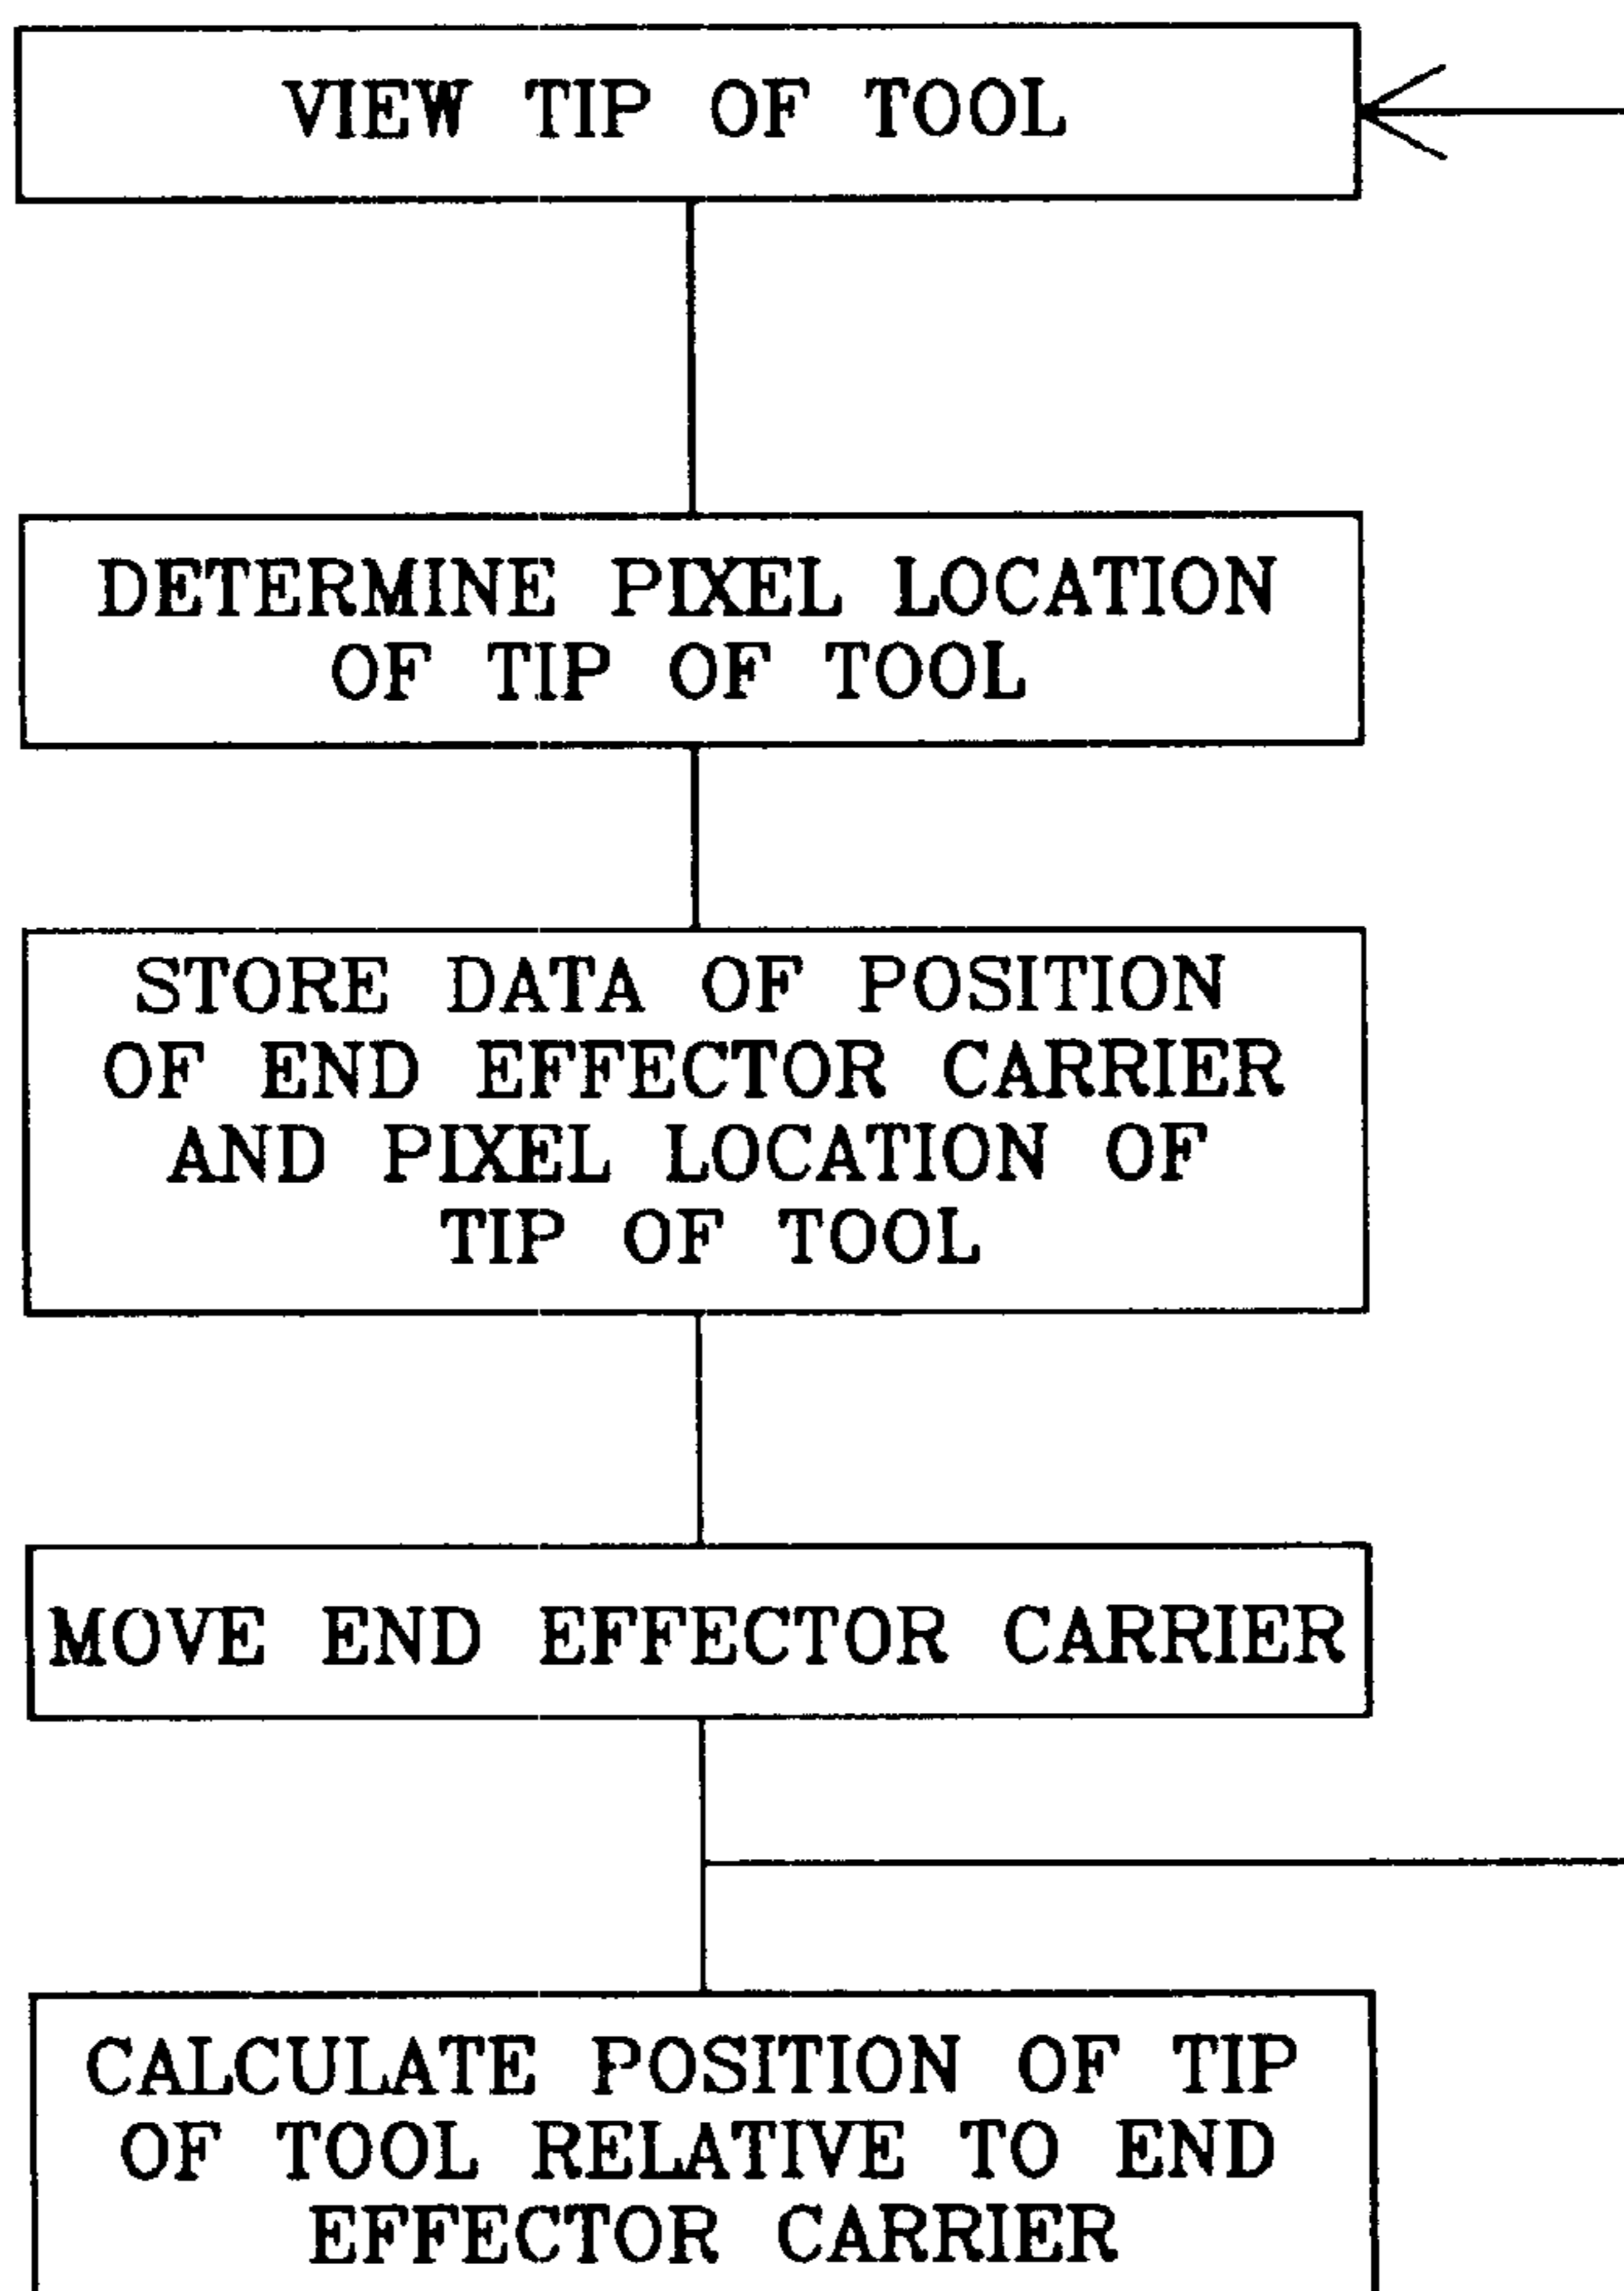 VIEW TIP OF TOOL
DETERMINE PIXEL LOCATION
OF TIP OF TOOL
STORE DATA OF POSITION
OF END EFFECTOR CARRIER
AND PIXEL LOCATION OF
TIP OF TOOL
MOVE END EFFECTOR CARRIER
CALCULATE POSITION OF TIP
OF TOOL RELATIVE TO END
EFFECTOR CARRIER